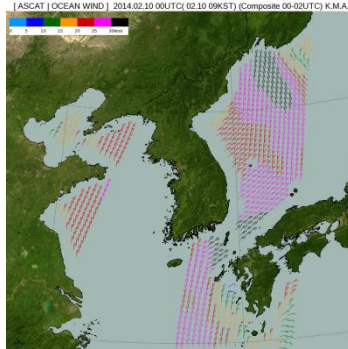 [ ASCAT | OCEAN WIND ] 2014.02.10 00UTC( 02.10 09KST) (Composite 00-02UTC) K.M.A.
0 5 10 15 20 25 30knots